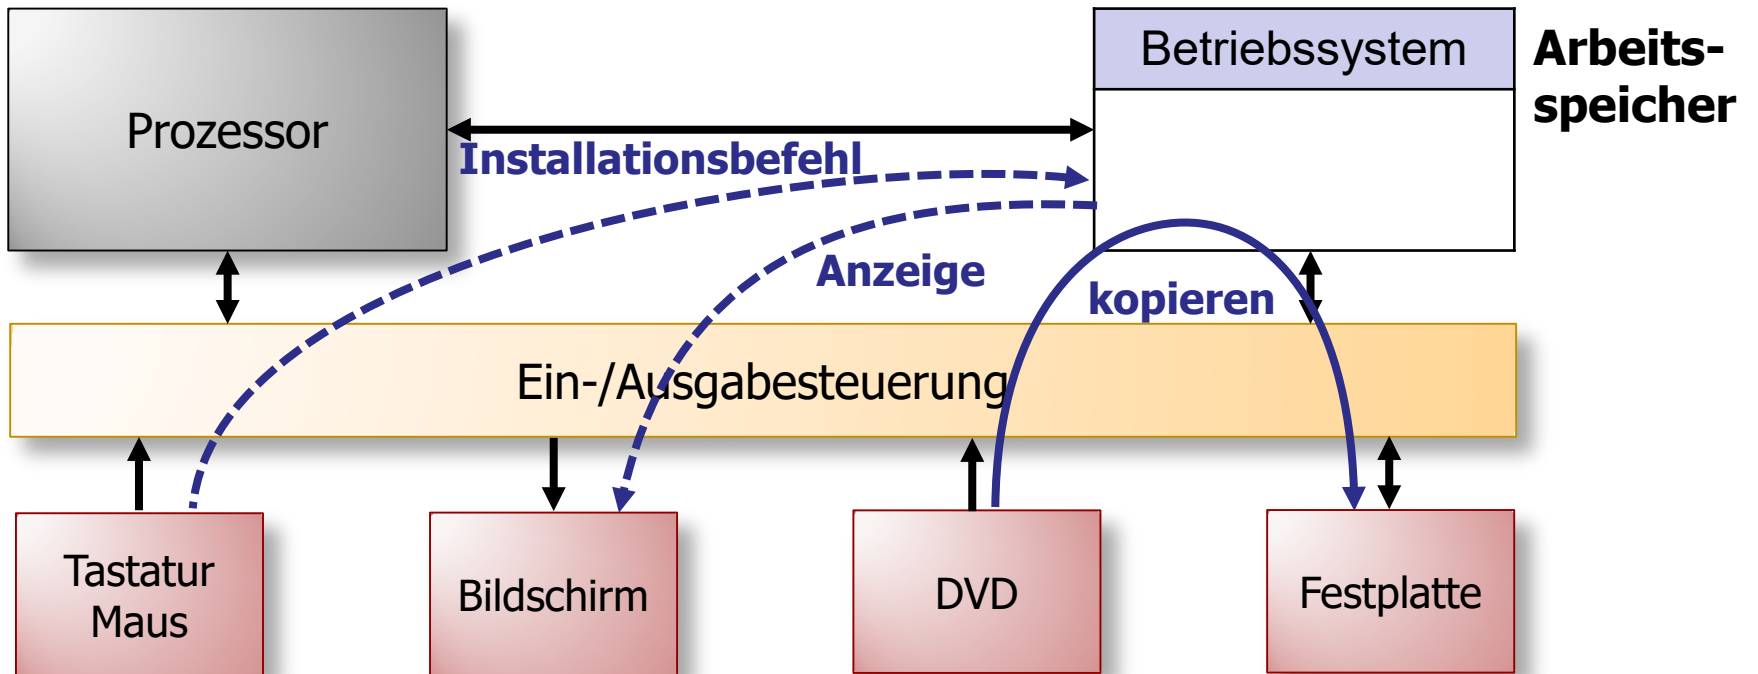 Prozessor
Betriebssystem
Arbeits-
speicher
Installationsbefehl
Anzeige
kopieren
Ein-/Ausgabesteuerung
Tastatur
Maus
Bildschirm
DVD
Festplatte